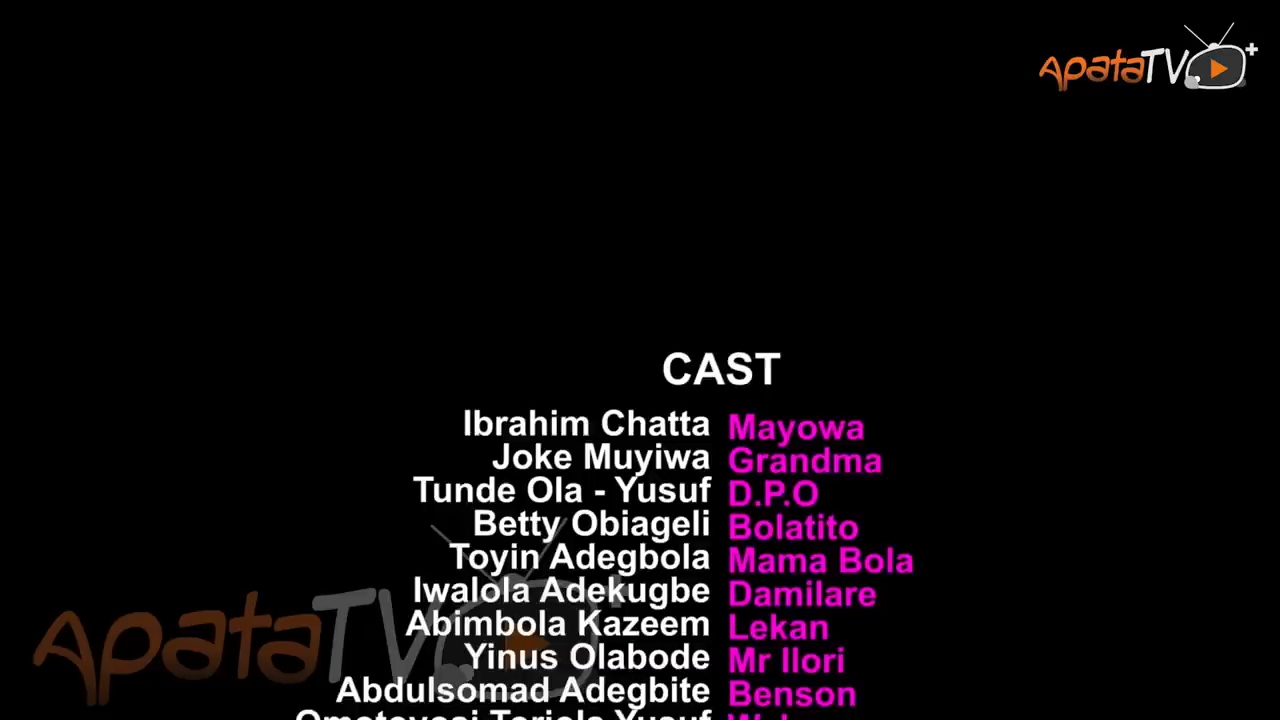 ApataTV+
CAST
Ibrahim Chatta Mayowa
Joke Muyiwa Grandma
Tunde Ola - Yusuf D.P.O
Betty Obiageli Bolatito
Toyin Adegbola Mama Bola
Iwalola Adekugbe Damilare
Abimbola Kazeem Lekan
Yinus Olabode Mr Ilori
Abdulsomad Adegbite Benson
Yusuf
ApataTV+